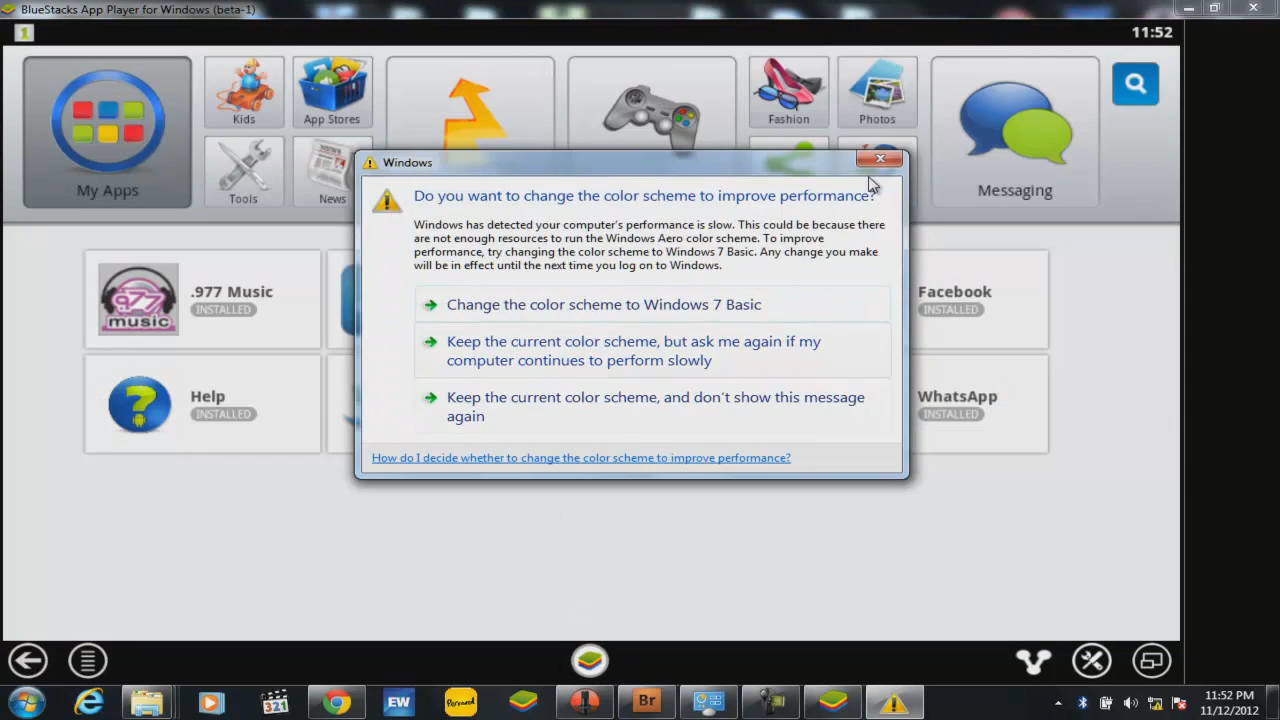 BlueStacks App Player for Windows (beta-1)
1
11:52
Kids
App Stores
Fashion
Photos
My Apps
Tools
News
Messaging
Windows
Do you want to change the color scheme to improve performance?
Windows has detected your computer's performance is slow. This could be because
there are not enough resources to run the Windows Aero color scheme. To improve
performance, try changing the color scheme to Windows 7 Basic. Any change you make
will be in effect until the next time you log on to Windows.
Change the color scheme to Windows 7 Basic
Keep the current color scheme, but ask me again if my
computer continues to perform slowly
Keep the current color scheme, and don't show this message
again
How do I decide whether to change the color scheme to improve performance?
.977 Music
INSTALLED
.977
music
Facebook
INSTALLED
Help
INSTALLED
WhatsApp
INSTALLED
321
EW
Br
11:52 PM
11/12/2012